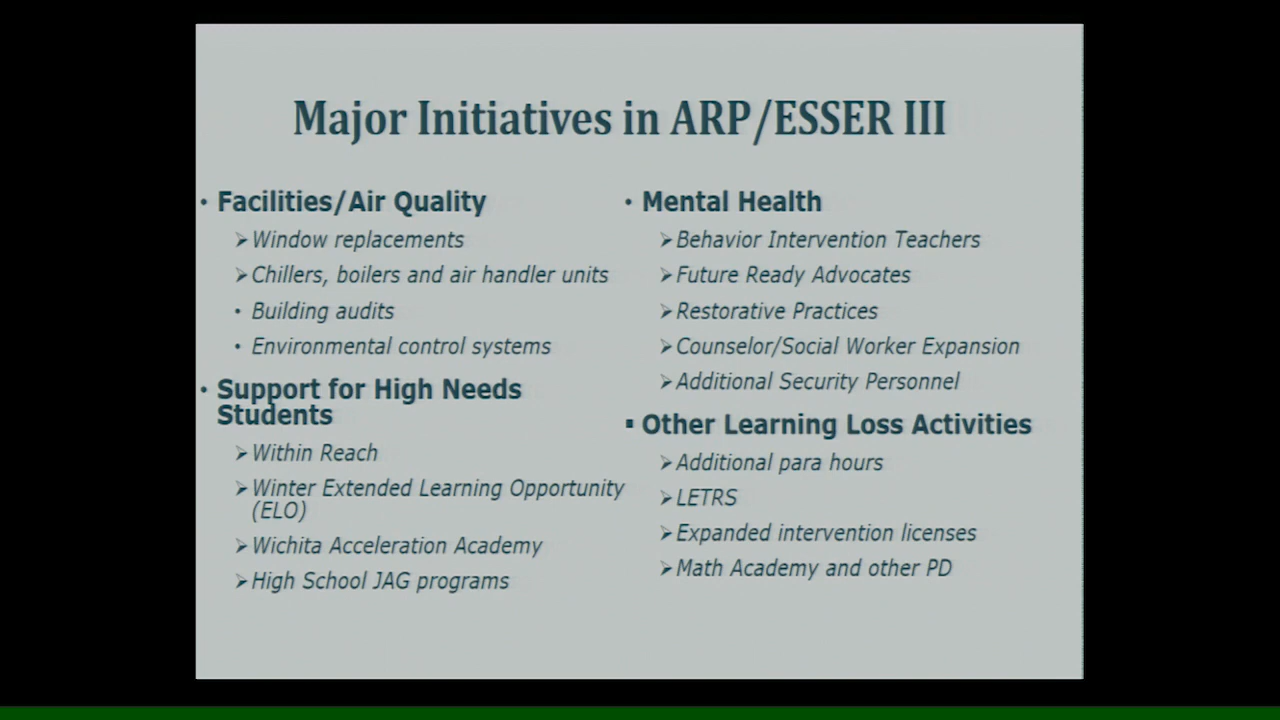 Major Initiatives in ARP/ESSER III
• Facilities/Air Quality
➢ Window replacements
➢ Chillers, boilers and air handler units
• Building audits
• Environmental control systems
• Support for High Needs
Students
➢ Within Reach
➢ Winter Extended Learning Opportunity
(ELO)
➢ Wichita Acceleration Academy
➢ High School JAG programs
• Mental Health
➢ Behavior Intervention Teachers
➢ Future Ready Advocates
➢ Restorative Practices
➢ Counselor/Social Worker Expansion
➢ Additional Security Personnel
▪ Other Learning Loss Activities
➢ Additional para hours
➢ LETRS
➢ Expanded intervention licenses
➢ Math Academy and other PD